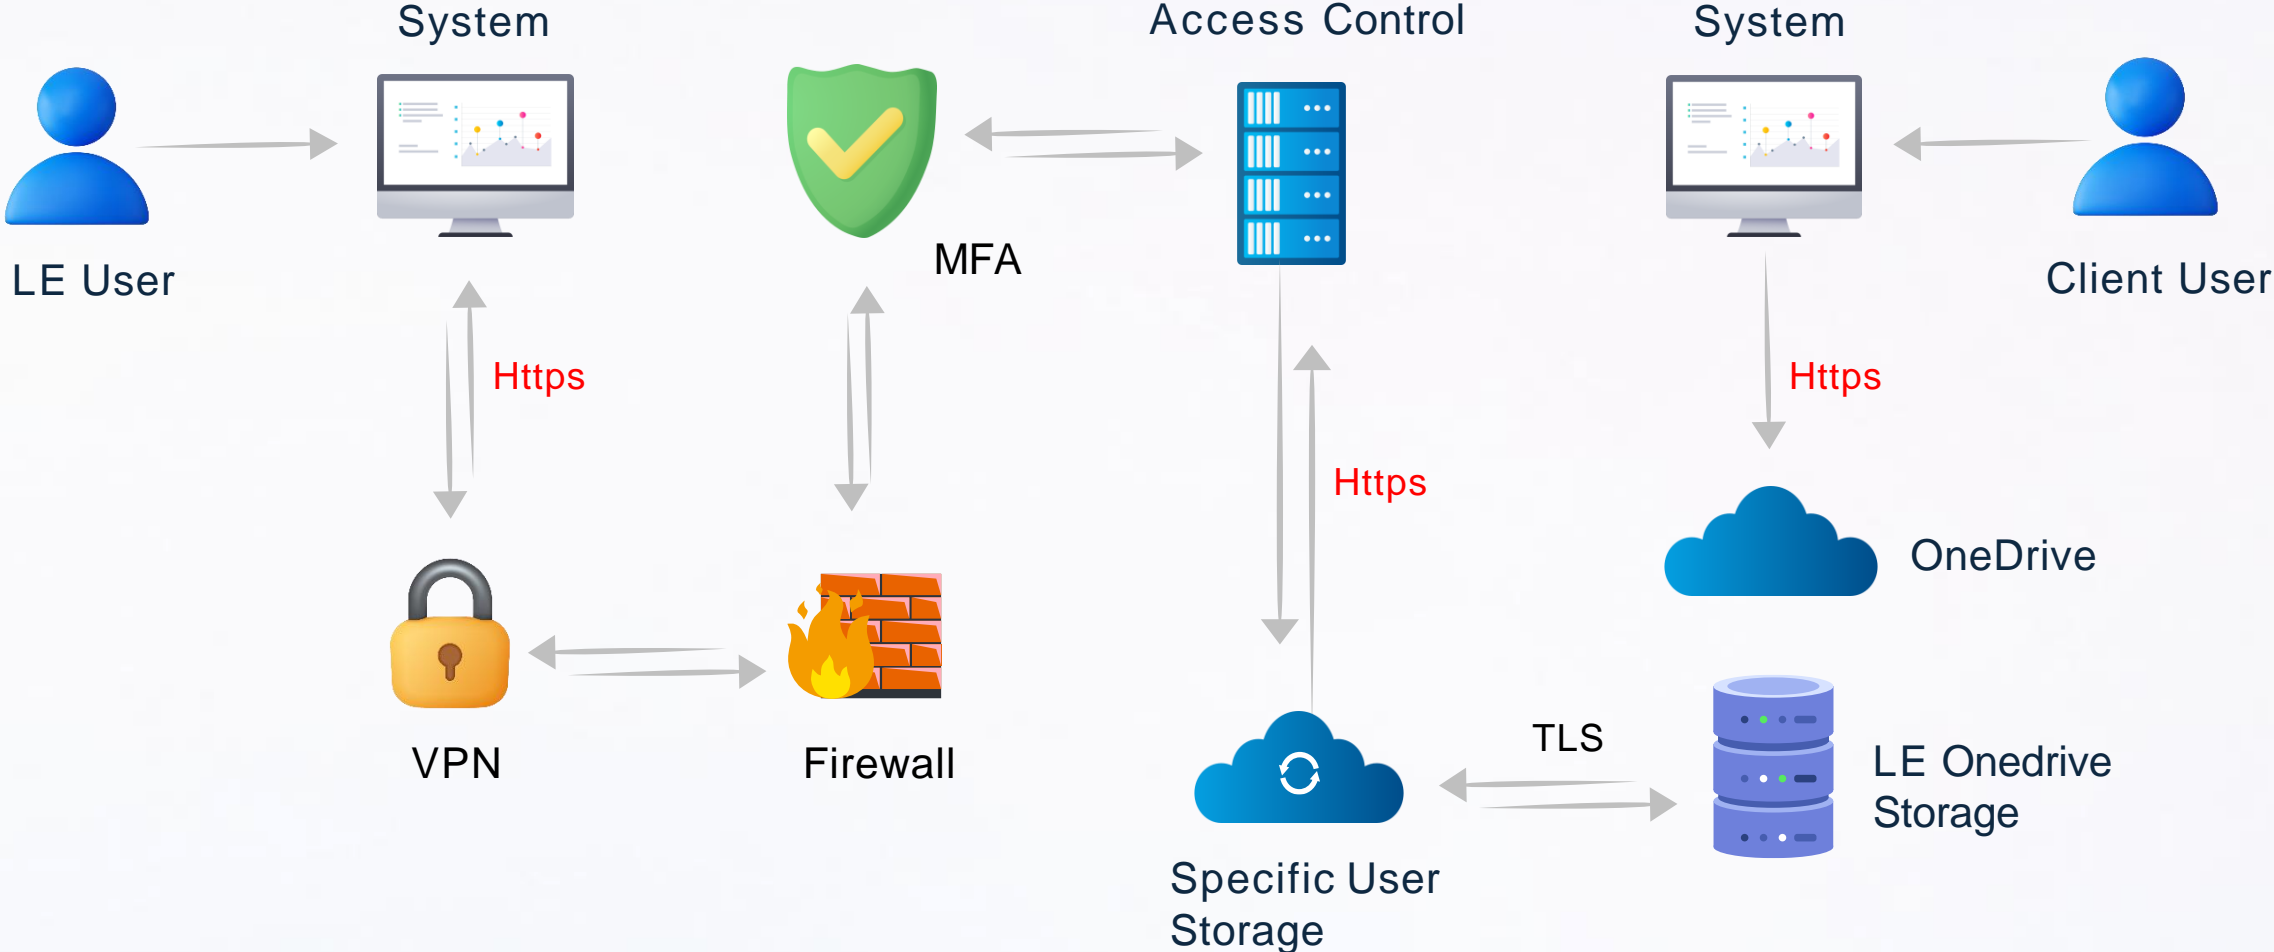 System
Access Control
System
LE User
MFA
Client User
Https
Https
Https
OneDrive
VPN
Firewall
TLS
LE Onedrive
Storage
Specific User
Storage